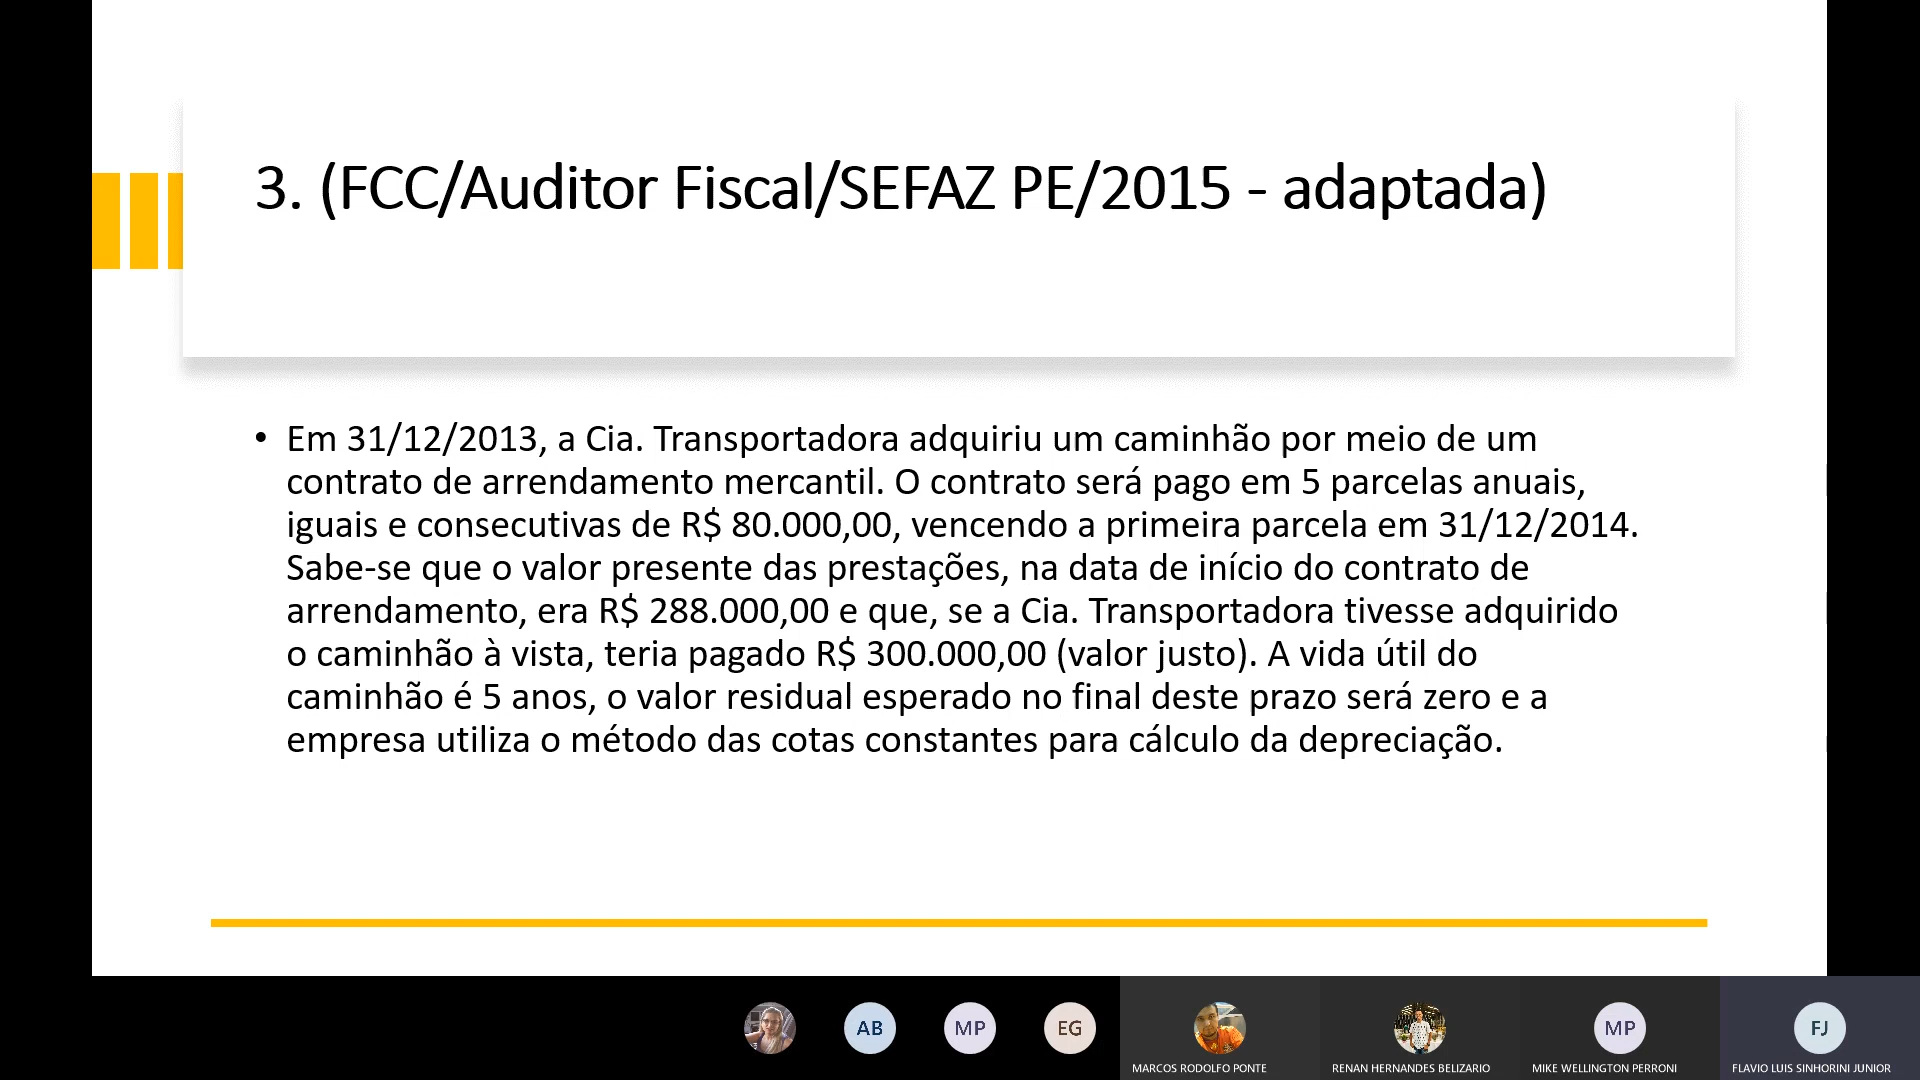 3. (FCC/Auditor Fiscal/SEFAZ PE/2015 - adaptada)
• Em 31/12/2013, a Cia. Transportadora adquiriu um caminhão por meio de um
contrato de arrendamento mercantil. O contrato será pago em 5 parcelas anuais,
iguais e consecutivas de R$ 80.000,00, vencendo a primeira parcela em 31/12/2014.
Sabe-se que o valor presente das prestações, na data de início do contrato de
arrendamento, era R$ 288.000,00 e que, se a Cia. Transportadora tivesse adquirido
o caminhão à vista, teria pagado R$ 300.000,00 (valor justo). A vida útil do
caminhão é 5 anos, o valor residual esperado no final deste prazo será zero e a
empresa utiliza o método das cotas constantes para cálculo da depreciação.
AB MP EG MP FJ
MARCOS RODOLFO PONTE RENAN HERNANDES BELIZARIO MIKE WELLINGTON PERRONI FLAVIO LUIS SINHORINI JUNIOR